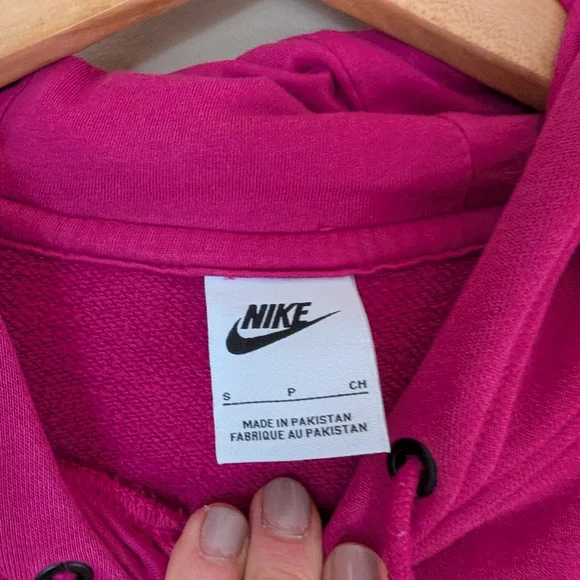 NIKE
S P CH
MADE IN PAKISTAN
FABRIQUE AU PAKISTAN